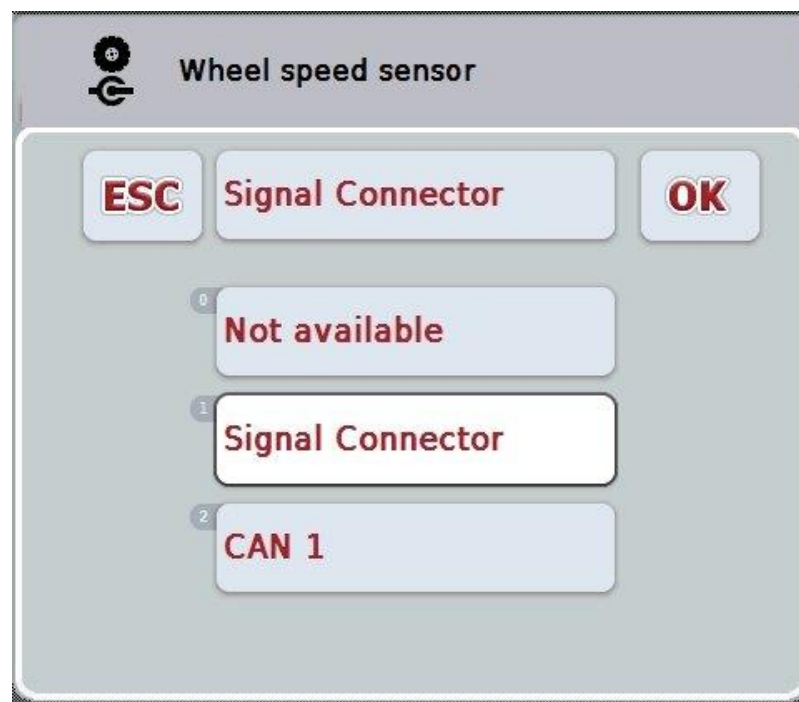 Wheel speed sensor
ESC Signal Connector OK
0
Not available
1
Signal Connector
2
CAN 1